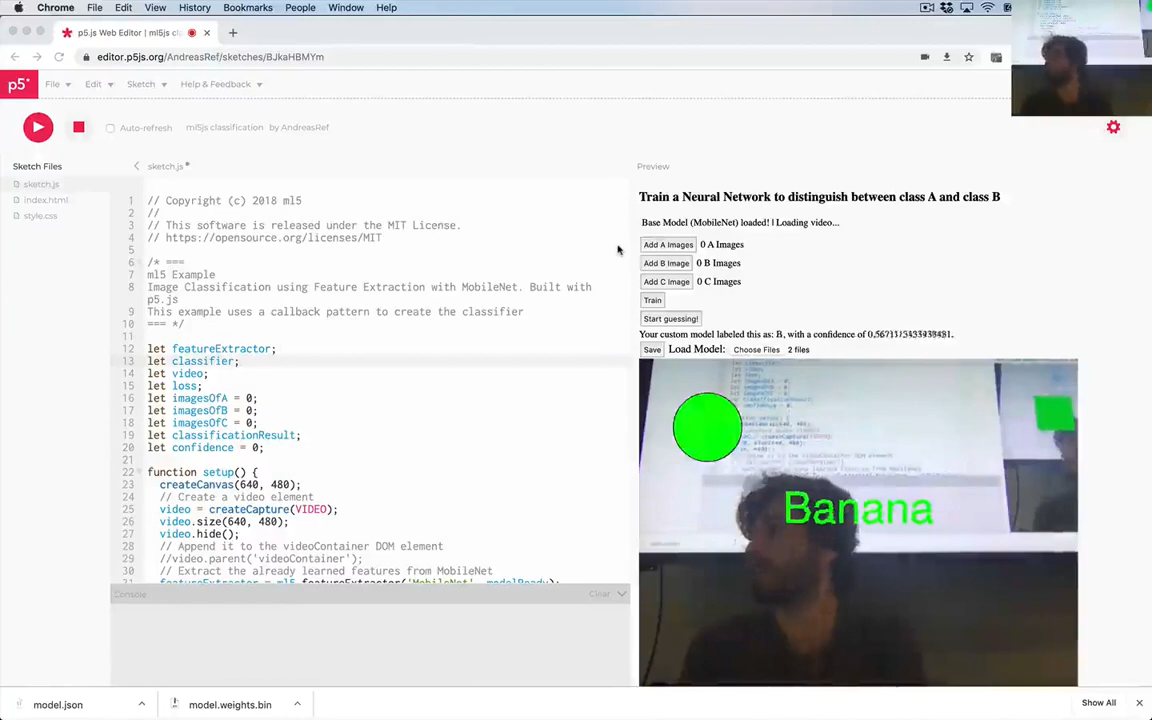 Chrome File Edit View History Bookmarks People Window Help
p5.js Web Editor | ml5js cl
editor.p5js.org/AndreasRef/sketches/BJkaHBMYm
p5* File Edit Sketch Help & Feedback
Auto-refresh ml5js classification by AndreasRef
Sketch Files
sketch.js
index.html
style.css
sketch.js
1 // Copyright (c) 2018 ml5
2 //
3 // This software is released under the MIT License.
4 // https://opensource.org/licenses/MIT
5
6 /* ===
7 ml5 Example
8 Image Classification using Feature Extraction with MobileNet. Built with
p5.js
9 This example uses a callback pattern to create the classifier
10 === */
11
12 let featureExtractor;
13 let classifier;
14 let video;
15 let loss;
16 let imagesOfA = 0;
17 let imagesOfB = 0;
18 let imagesOfC = 0;
19 let classificationResult;
20 let confidence = 0;
21
22 function setup() {
23 createCanvas(640, 480);
24 // Create a video element
25 video = createCapture(VIDEO);
26 video.size(640, 480);
27 video.hide();
28 // Append it to the videoContainer DOM element
29 //video.parent('videoContainer');
30 // Extract the already learned features from MobileNet
31 featureExtractor = ml5.featureExtractor('MobileNet', modelReady);
Console Clear
Preview
Train a Neural Network to distinguish between class A and class B
Base Model (MobileNet) loaded! | Loading video...
Add A Images 0 A Images
Add B Image 0 B Images
Add C Image 0 C Images
Train
Start guessing!
Your custom model labeled this as: B, with a confidence of
Save Load Model: Choose Files 2 files
Banana
model.json
model.weights.bin
Show All